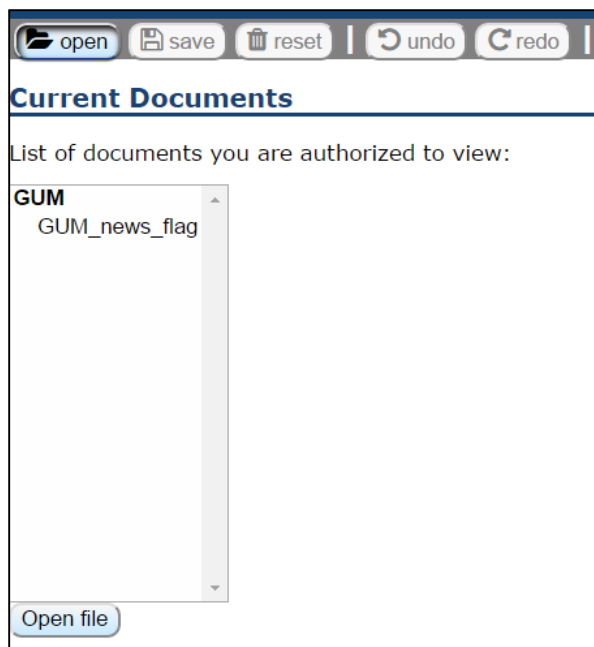 open save reset undo redo
Current Documents
List of documents you are authorized to view:
GUM
GUM_news_flag
Open file